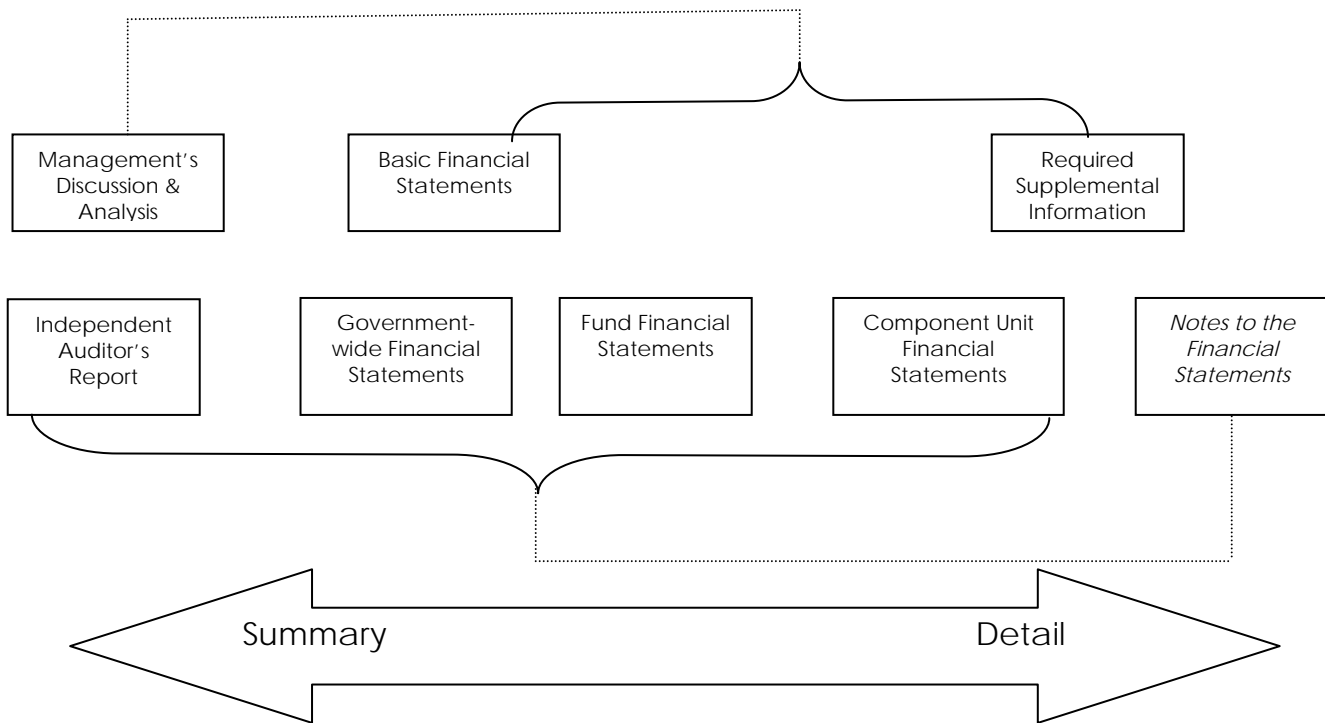 Management's
Discussion &
Analysis
Basic Financial
Statements
Required
Supplemental
Information
Independent
Auditor's
Report
Government-
wide Financial
Statements
Fund Financial
Statements
Component Unit
Financial
Statements
Notes to the
Financial
Statements
Summary
Detail